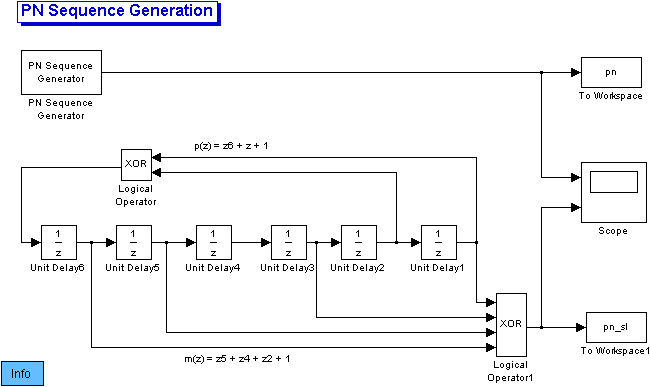 PN Sequence Generation
PN Sequence
Generator
PN Sequence
Generator
pn
To Workspace
p(z) = z6 + z + 1
XOR
Logical
Operator
Scope
1
z
Unit Delay6
1
z
Unit Delay5
1
z
Unit Delay4
1
z
Unit Delay3
1
z
Unit Delay2
1
z
Unit Delay1
XOR
Logical
Operator1
pn_sl
To Workspace1
m(z) = z5 + z4 + z2 + 1
Info